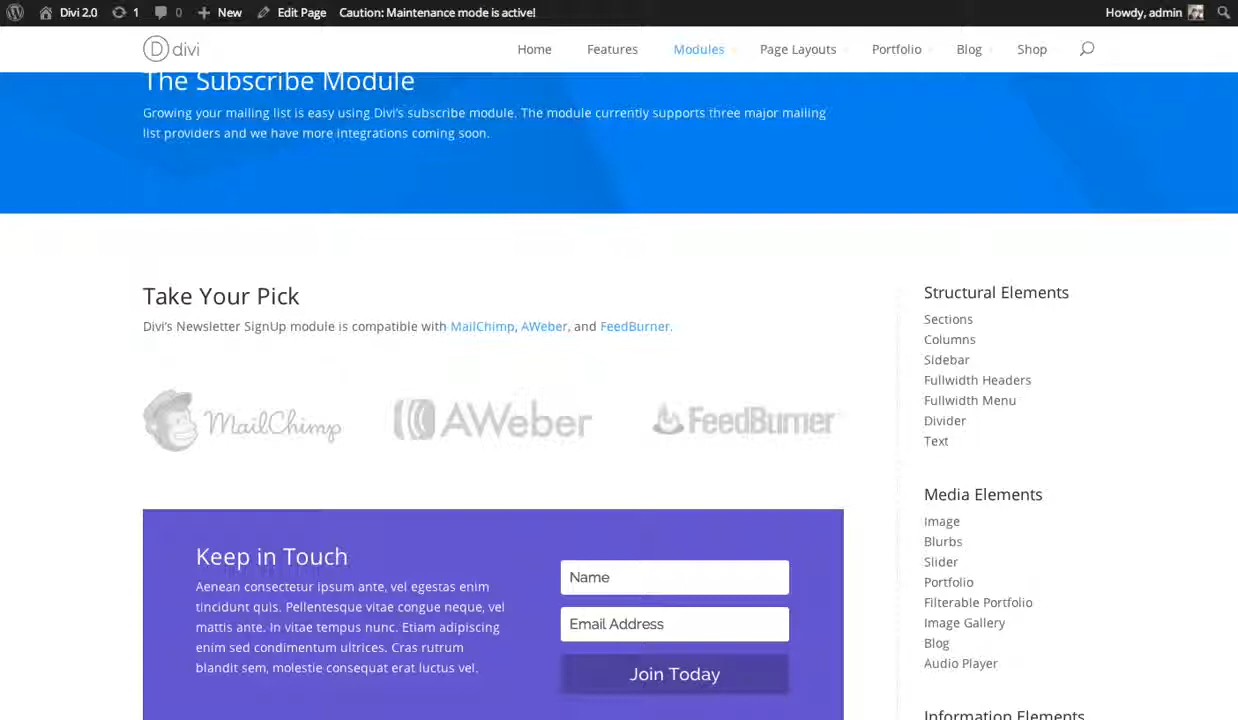 Divi 2.0 1 0 New Edit Page Caution: Maintenance mode is active! Howdy, admin
divi Home Features Modules Page Layouts Portfolio Blog Shop
The Subscribe Module
Growing your mailing list is easy using Divi's subscribe module. The module currently supports three major mailing
list providers and we have more integrations coming soon.
Take Your Pick
Divi's Newsletter SignUp module is compatible with MailChimp, AWeber, and FeedBurner.
MailChimp AWeber FeedBurner
Keep in Touch
Aenean consectetur ipsum ante, vel egestas enim
tincidunt quis. Pellentesque vitae congue neque, vel
mattis ante. In vitae tempus nunc. Etiam adipiscing
enim sed condimentum ultrices. Cras rutrum
blandit sem, molestie consequat erat luctus vel.
Name
Email Address
Join Today
Structural Elements
Sections
Columns
Sidebar
Fullwidth Headers
Fullwidth Menu
Divider
Text
Media Elements
Image
Blurbs
Slider
Portfolio
Filterable Portfolio
Image Gallery
Blog
Audio Player
Information Elements